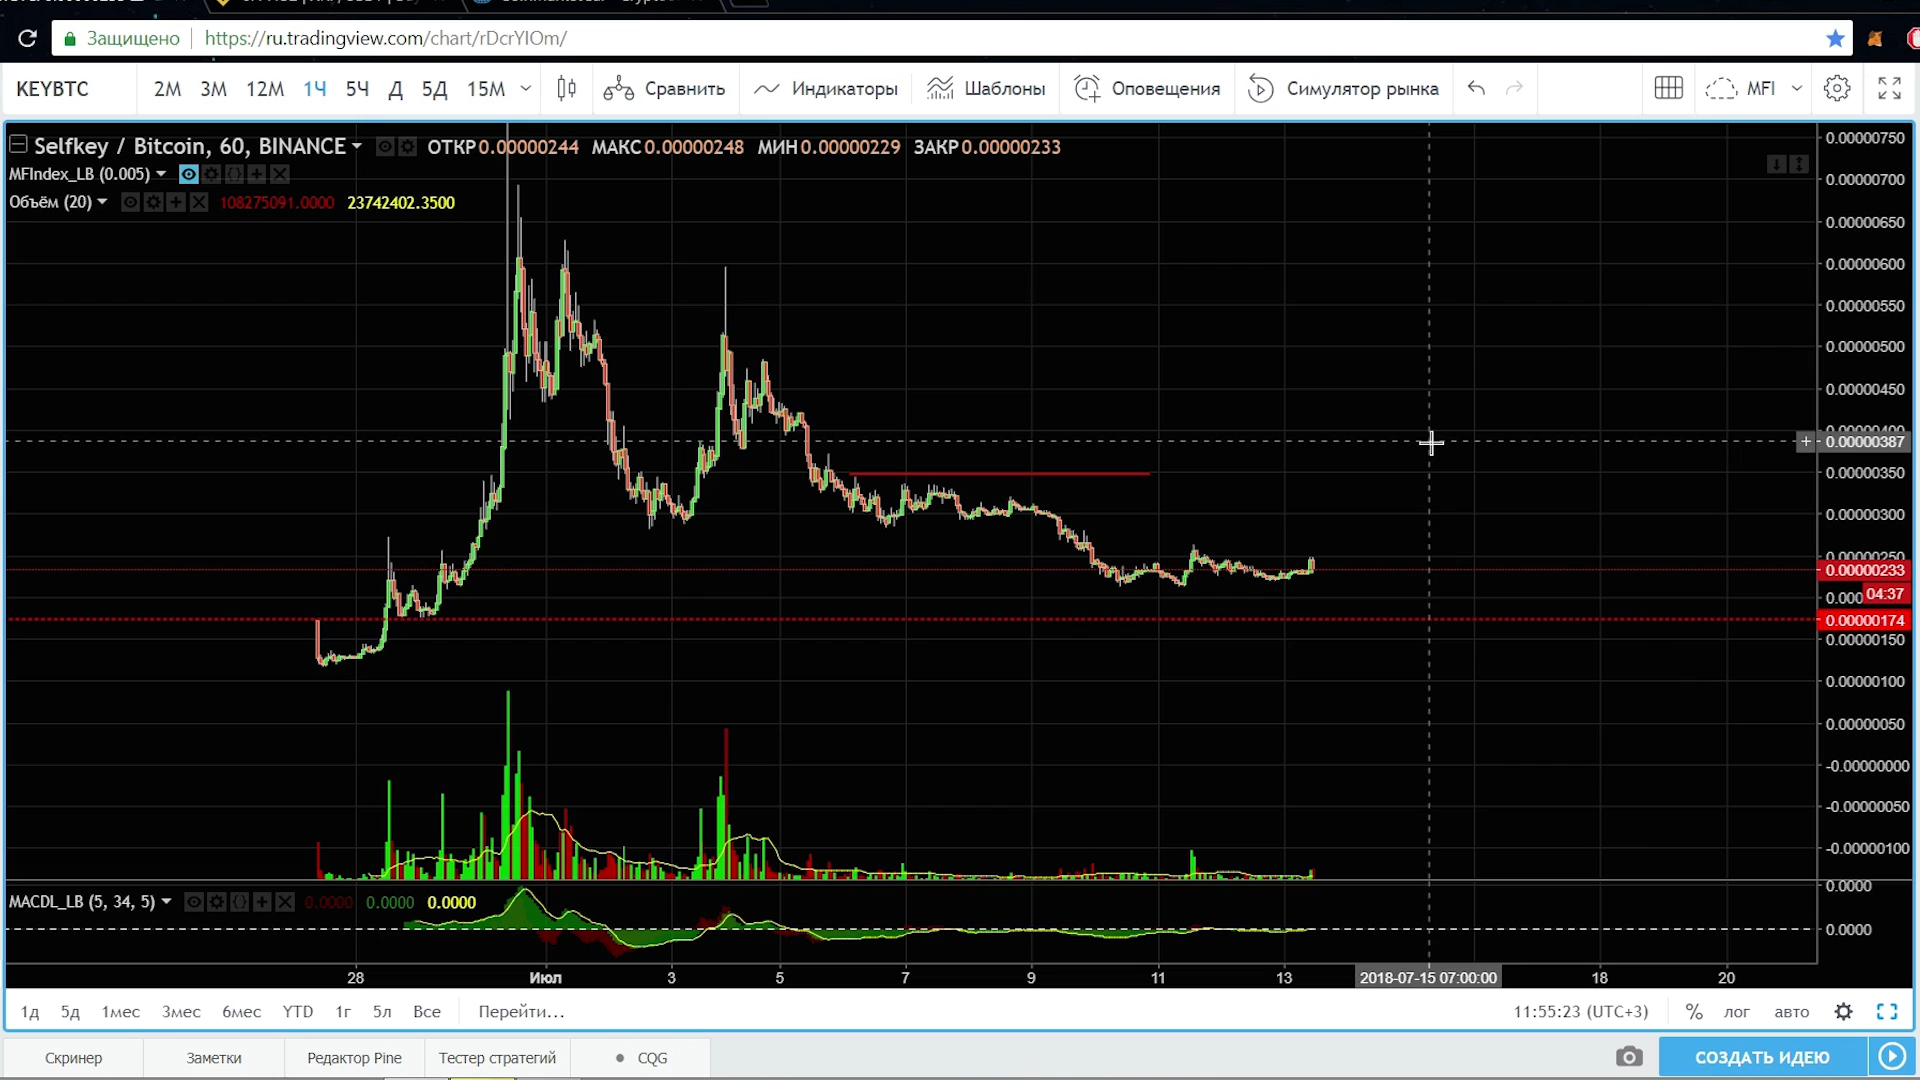 Защищено https://ru.tradingview.com/chart/rDcrYIOm/
KEYBTC 2М 3М 12М 1Ч 5Ч Д 5Д 15М Сравнить Индикаторы Шаблоны Оповещения Симулятор рынка MFI
Selfkey / Bitcoin, 60, BINANCE ОТКР 0.00000244 МАКС 0.00000248 МИН 0.00000229 ЗАКР 0.00000233
MFIndex_LB (0.005)
Объём (20) 108275091.0000 23742402.3500
0.00000750
0.00000700
0.00000650
0.00000600
0.00000550
0.00000500
0.00000450
0.00000387
0.00000350
0.00000300
0.00000250
0.00000233
04:37
0.00000174
0.00000150
0.00000100
0.00000050
-0.00000000
-0.00000050
-0.00000100
MACDL_LB (5, 34, 5) 0.0000 0.0000 0.0000
0.0000
0.0000
28 Июл 3 5 7 9 11 13 2018-07-15 07:00:00 18 20
1д 5д 1мес 3мес 6мес YTD 1г 5л Все Перейти... 11:55:23 (UTC+3) % лог авто
Скринер Заметки Редактор Pine Тестер стратегий CQG СОЗДАТЬ ИДЕЮ